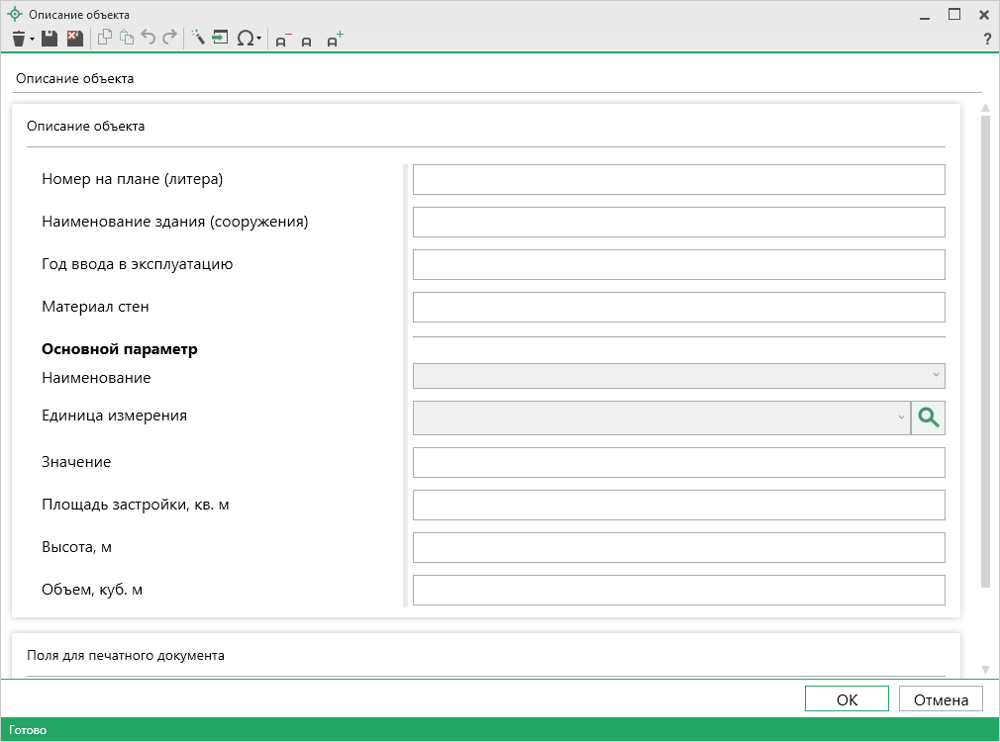 Описание объекта
?
Описание объекта
Описание объекта
Номер на плане (литера)
Наименование здания (сооружения)
Год ввода в эксплуатацию
Материал стен
Основной параметр
Наименование
Единица измерения
Значение
Площадь застройки, кв. м
Высота, м
Объем, куб. м
Поля для печатного документа
ОК
Отмена
Готово